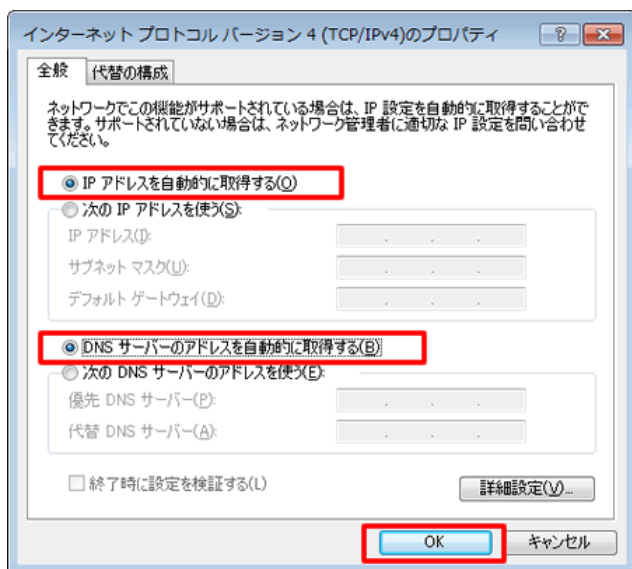 インターネット プロトコル バージョン 4 (TCP/IPv4)のプロパティ
全般 代替の構成
ネットワークでこの機能がサポートされている場合は、IP 設定を自動的に取得することがで
きます。サポートされていない場合は、ネットワーク管理者に適切な IP 設定を問い合わせ
てください。
IP アドレスを自動的に取得する(O)
次の IP アドレスを使う(S):
IP アドレス(I):
サブネット マスク(U):
デフォルト ゲートウェイ(D):
DNS サーバーのアドレスを自動的に取得する(B)
次の DNS サーバーのアドレスを使う(E):
優先 DNS サーバー(P):
代替 DNS サーバー(A):
終了時に設定を検証する(L)
詳細設定(V)...
OK キャンセル